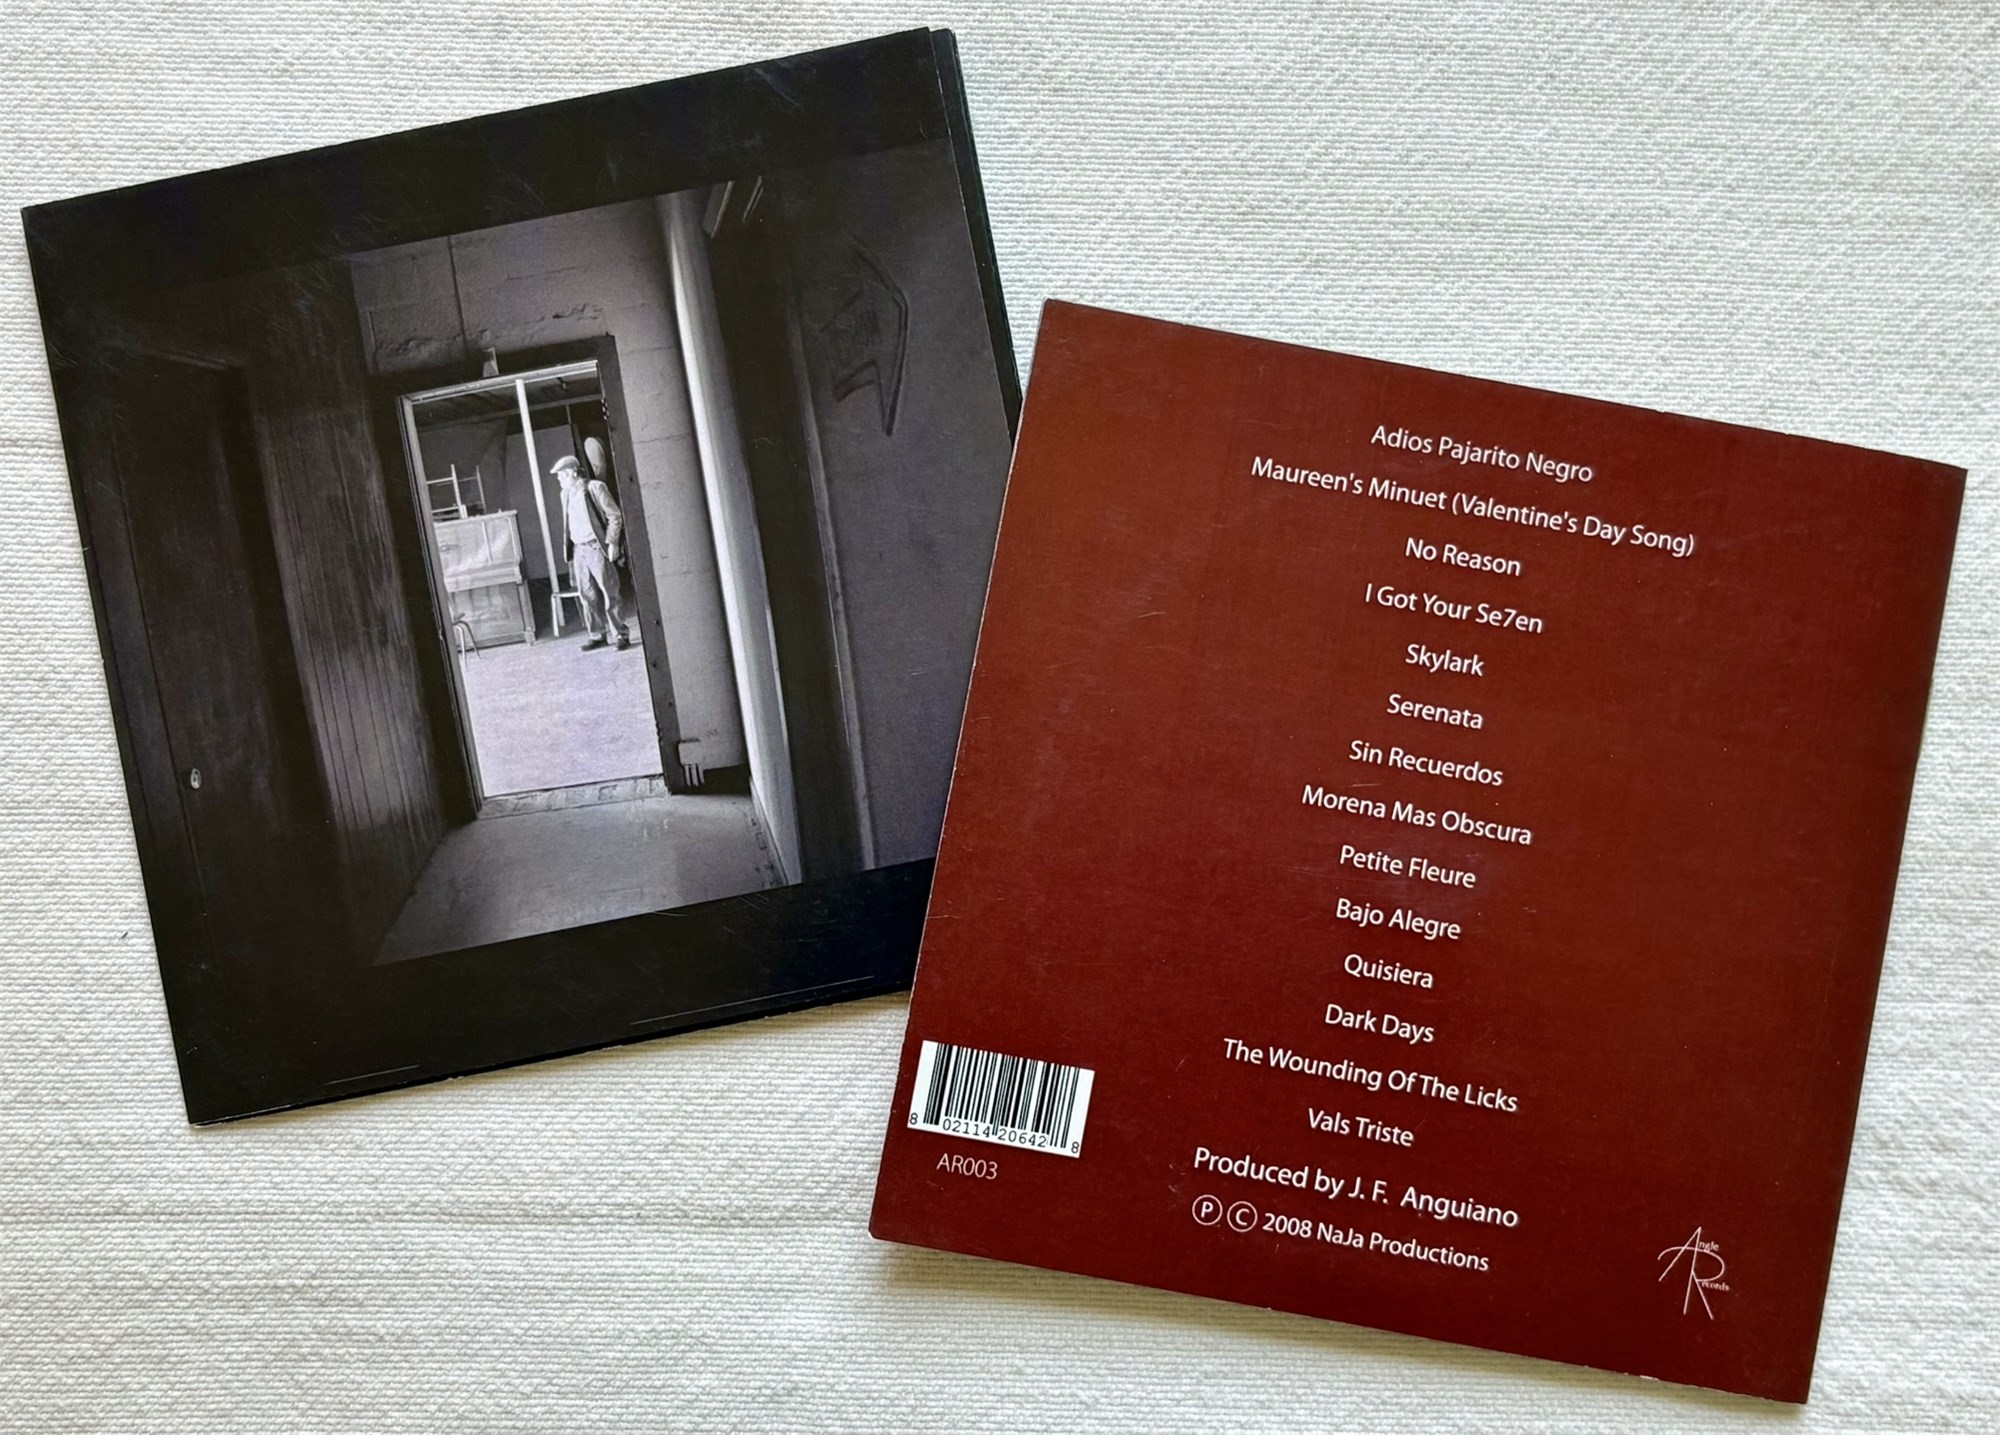 Adios Pajarito Negro
Maureen's Minuet (Valentine's Day Song)
No Reason
I Got Your Se7en
Skylark
Serenata
Sin Recuerdos
Morena Mas Obscura
Petite Fleure
Bajo Alegre
Quisiera
Dark Days
The Wounding Of The Licks
Vals Triste
Produced by J. F. Anguiano
Ⓟ Ⓒ 2008 NaJa Productions
8 02114 20642 8
AR003
Angle
Records